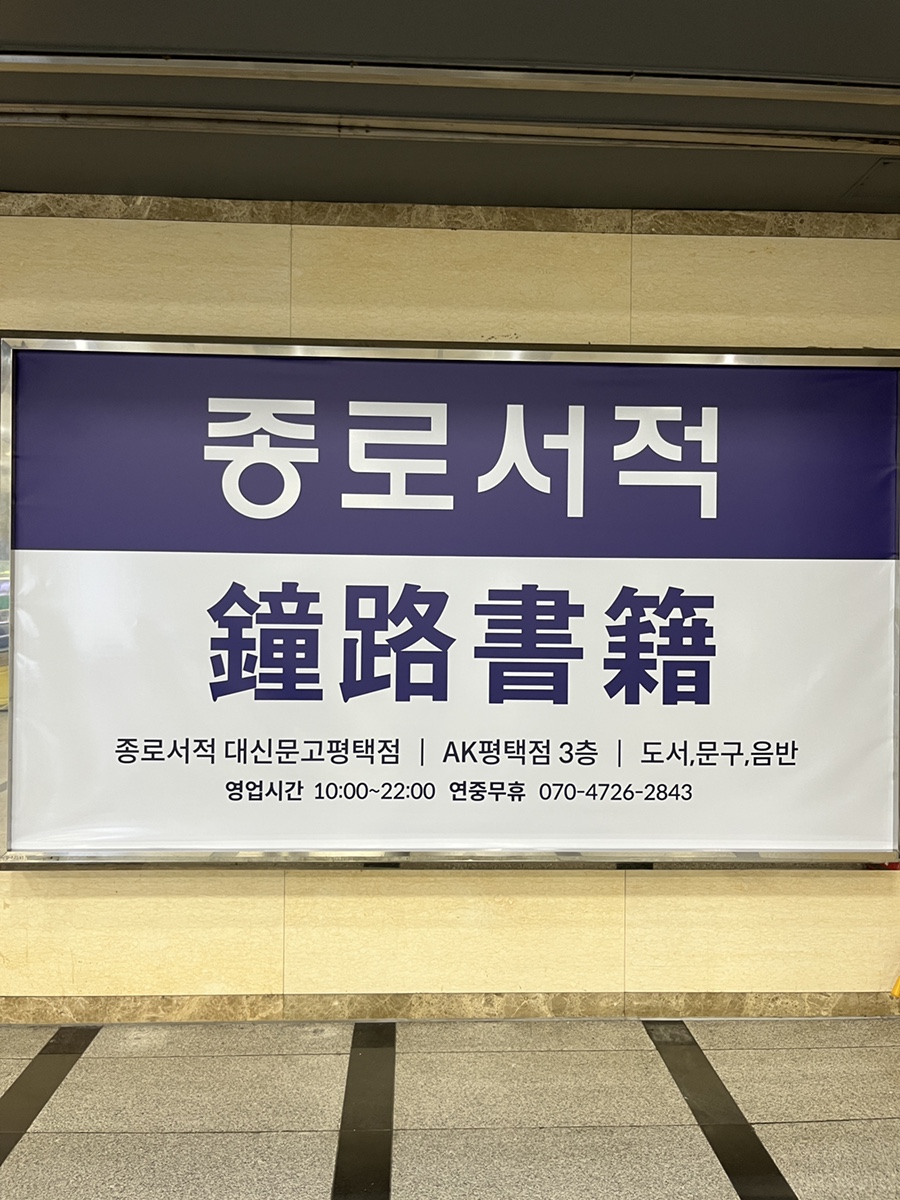 종로서적
鐘路書籍
종로서적 대신문고평택점 | AK평택점 3층 | 도서,문구,음반
영업시간 10:00~22:00 연중무휴 070-4726-2843